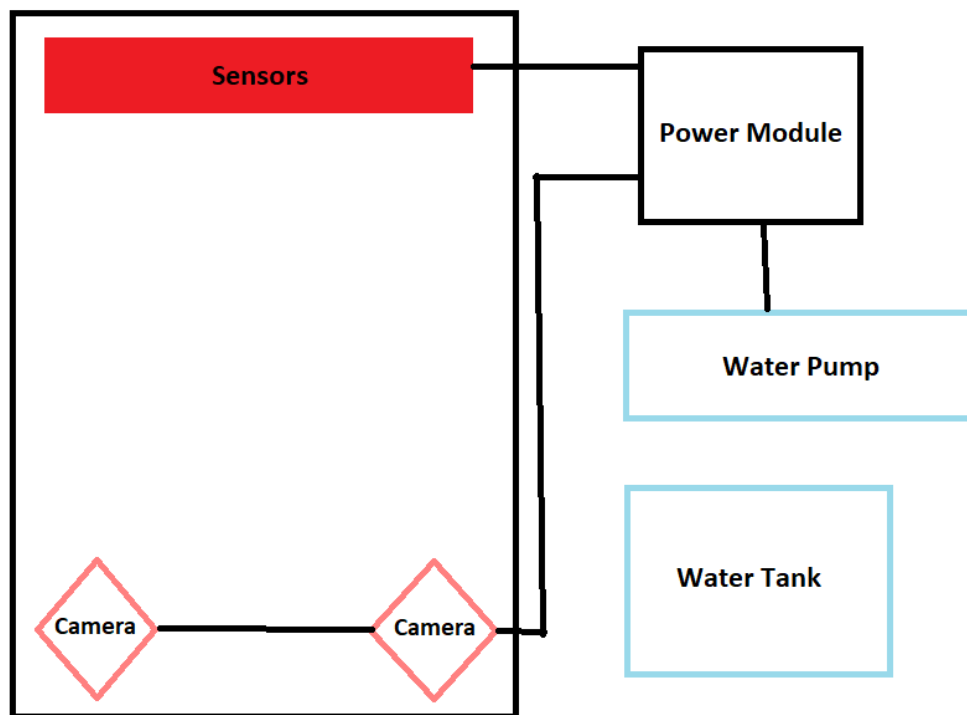 Sensors
Power Module
Water Pump
Water Tank
Camera
Camera